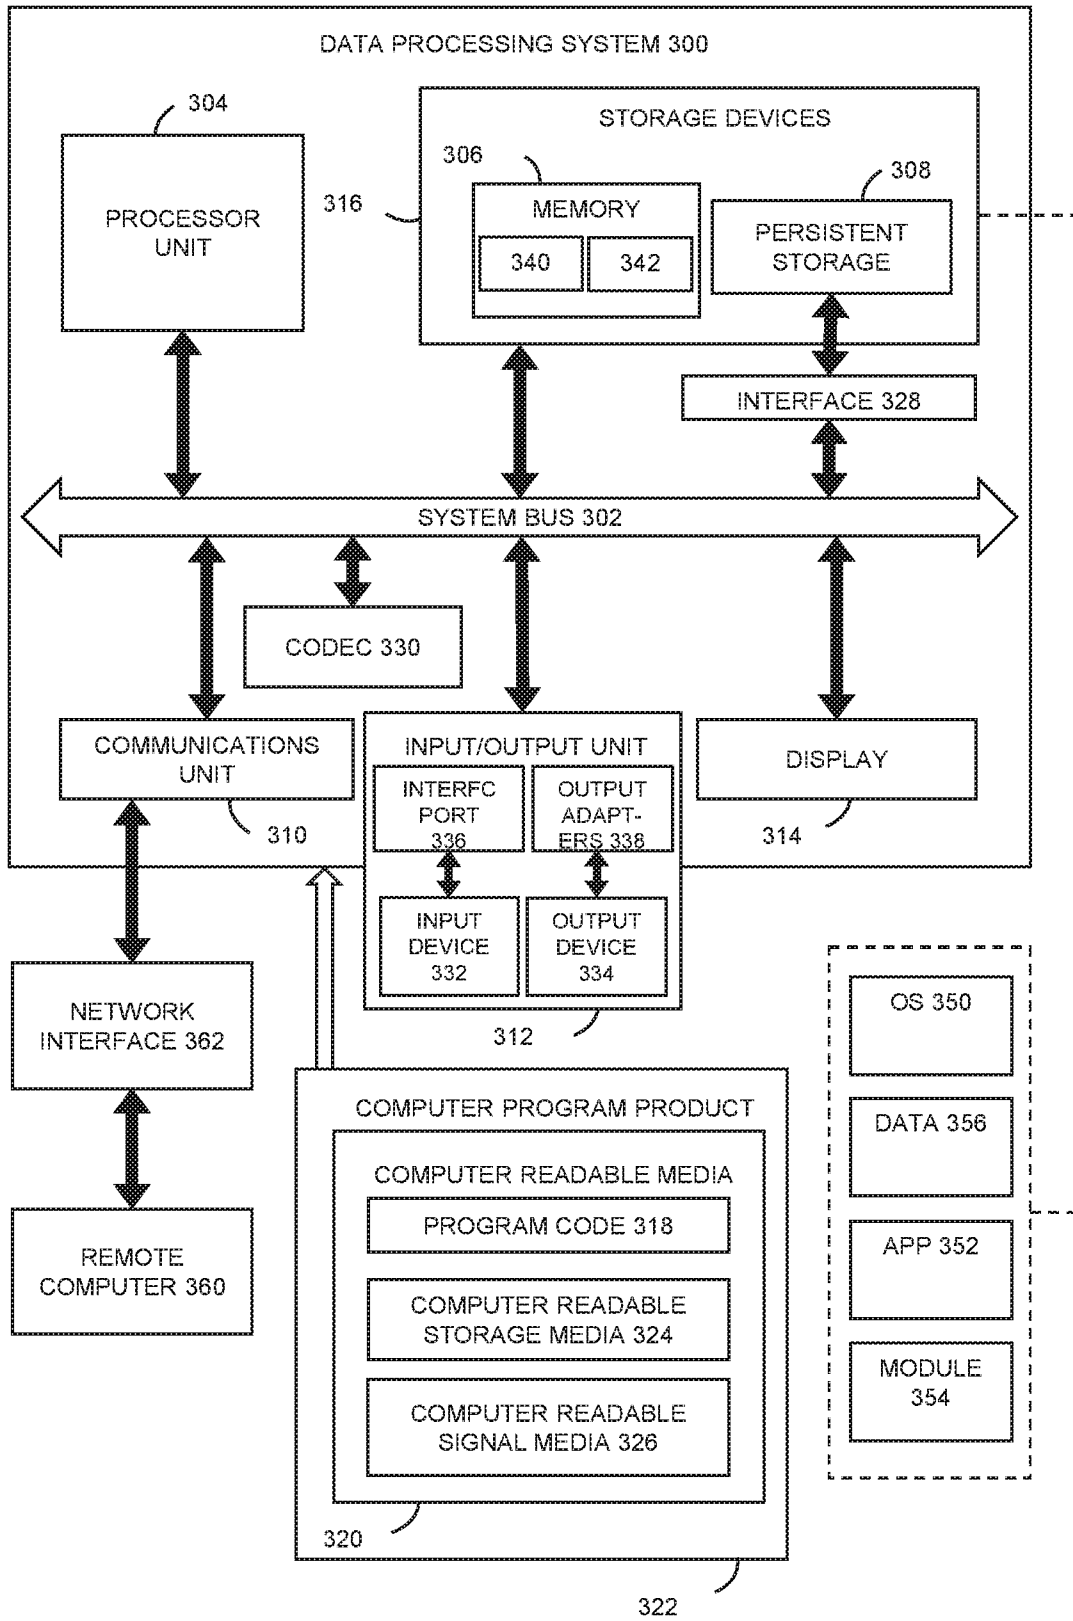 DATA PROCESSING SYSTEM 300
304
STORAGE DEVICES
306
308
316
PROCESSOR
UNIT
MEMORY
340
342
PERSISTENT
STORAGE
INTERFACE 328
SYSTEM BUS 302
CODEC 330
COMMUNICATIONS
UNIT
310
INPUT/OUTPUT UNIT
INTERFC
PORT
336
OUTPUT
ADAPT-
ERS 338
DISPLAY
314
INPUT
DEVICE
332
OUTPUT
DEVICE
334
312
NETWORK
INTERFACE 362
REMOTE
COMPUTER 360
COMPUTER PROGRAM PRODUCT
COMPUTER READABLE MEDIA
PROGRAM CODE 318
COMPUTER READABLE
STORAGE MEDIA 324
COMPUTER READABLE
SIGNAL MEDIA 326
320
322
OS 350
DATA 356
APP 352
MODULE
354